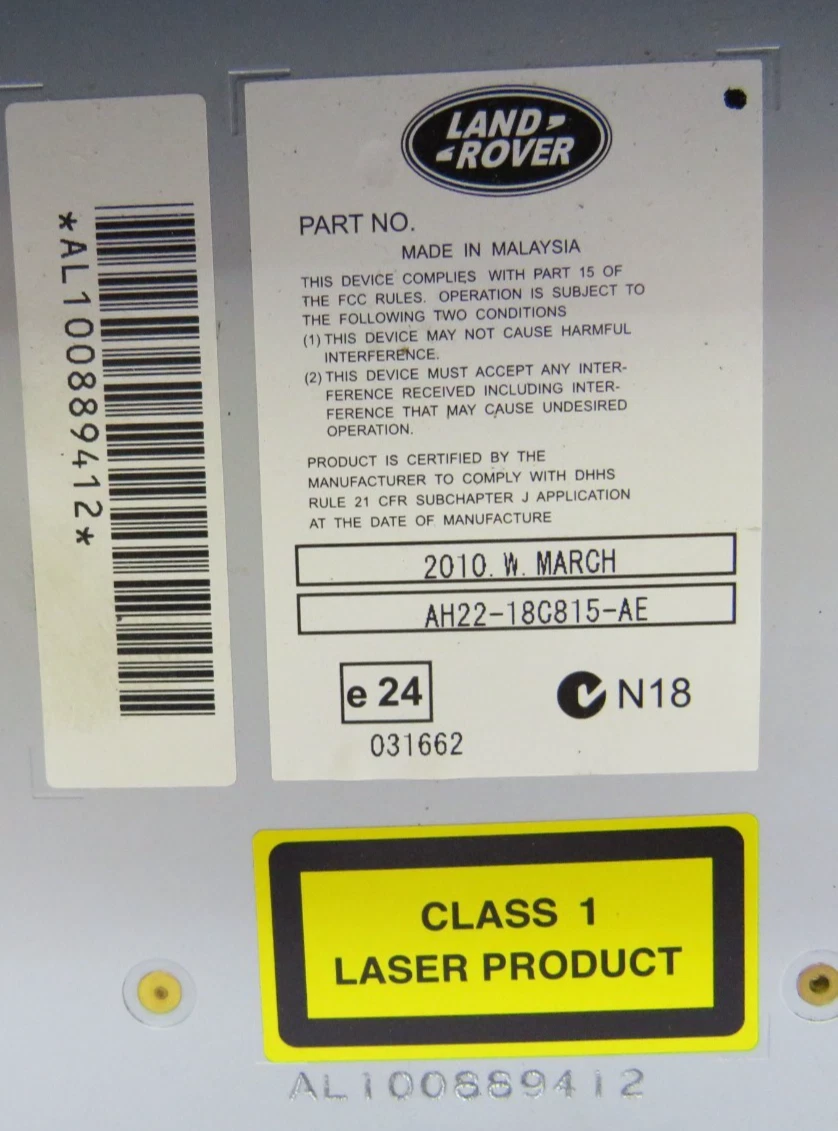 *AL100889412*
LAND
ROVER
PART NO.
MADE IN MALAYSIA
THIS DEVICE COMPLIES WITH PART 15 OF
THE FCC RULES. OPERATION IS SUBJECT TO
THE FOLLOWING TWO CONDITIONS
(1) THIS DEVICE MAY NOT CAUSE HARMFUL
INTERFERENCE.
(2) THIS DEVICE MUST ACCEPT ANY INTER-
FERENCE RECEIVED INCLUDING INTER-
FERENCE THAT MAY CAUSE UNDESIRED
OPERATION.
PRODUCT IS CERTIFIED BY THE
MANUFACTURER TO COMPLY WITH DHHS
RULE 21 CFR SUBCHAPTER J APPLICATION
AT THE DATE OF MANUFACTURE
2010. W. MARCH
AH22-18C815-AE
e 24
N18
031662
CLASS 1
LASER PRODUCT
AL100889412